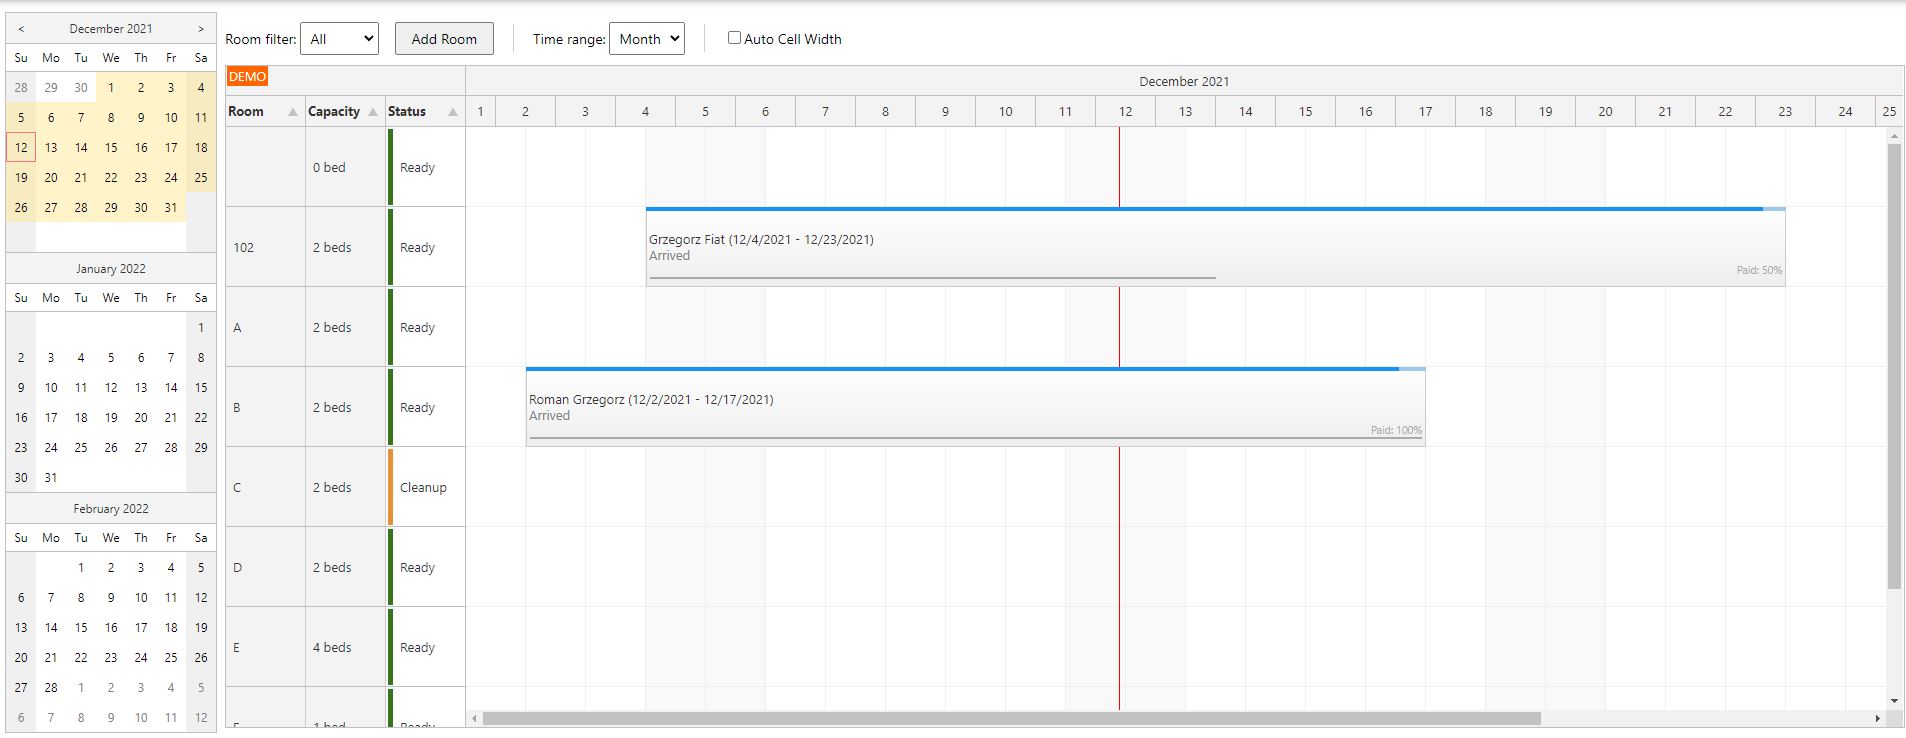 < December 2021 >
Su Mo Tu We Th Fr Sa
28 29 30 1 2 3 4
5 6 7 8 9 10 11
12 13 14 15 16 17 18
19 20 21 22 23 24 25
26 27 28 29 30 31
January 2022
Su Mo Tu We Th Fr Sa
1
2 3 4 5 6 7 8
9 10 11 12 13 14 15
16 17 18 19 20 21 22
23 24 25 26 27 28 29
30 31
February 2022
Su Mo Tu We Th Fr Sa
1 2 3 4 5
6 7 8 9 10 11 12
13 14 15 16 17 18 19
20 21 22 23 24 25 26
27 28 1 2 3 4 5
6 7 8 9 10 11 12
Room filter: All Add Room Time range: Month Auto Cell Width
DEMO December 2021
Room Capacity Status 1 2 3 4 5 6 7 8 9 10 11 12 13 14 15 16 17 18 19 20 21 22 23 24 25
0 bed Ready
102 2 beds Ready
Grzegorz Fiat (12/4/2021 - 12/23/2021)
Arrived
Paid: 50%
A 2 beds Ready
B 2 beds Ready
Roman Grzegorz (12/2/2021 - 12/17/2021)
Arrived
Paid: 100%
C 2 beds Cleanup
D 2 beds Ready
E 4 beds Ready
1 bed Ready